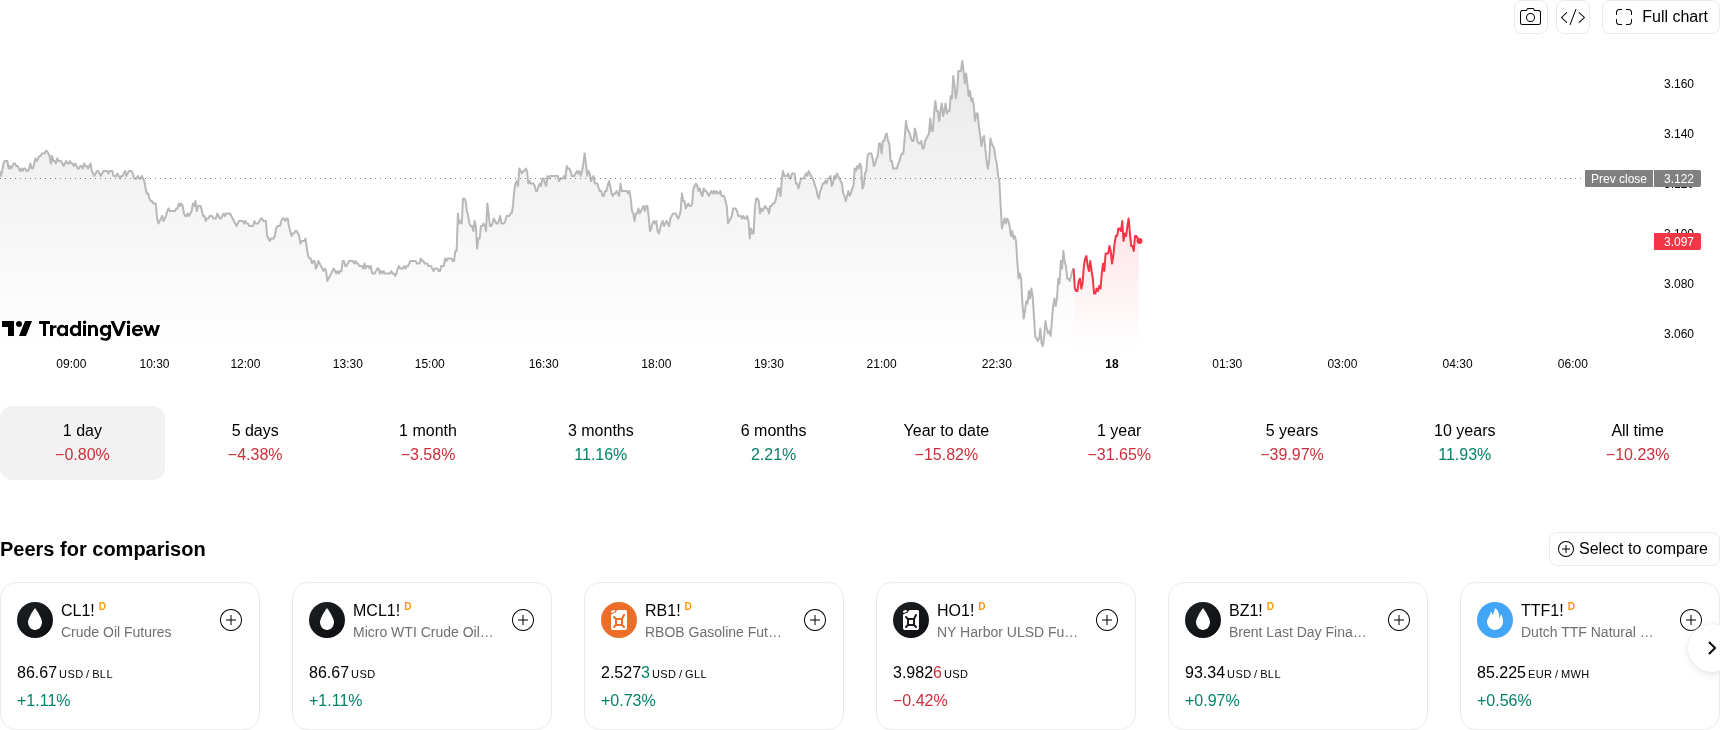 </> Full chart
3.160
3.140
Prev close 3.122
3.097
3.080
3.060
TradingView
09:00 10:30 12:00 13:30 15:00 16:30 18:00 19:30 21:00 22:30 18 01:30 03:00 04:30 06:00
1 day 5 days 1 month 3 months 6 months Year to date 1 year 5 years 10 years All time
−0.80% −4.38% −3.58% 11.16% 2.21% −15.82% −31.65% −39.97% 11.93% −10.23%
Peers for comparison Select to compare
CL1! D MCL1! D RB1! D HO1! D BZ1! D TTF1! D
Crude Oil Futures Micro WTI Crude Oil… RBOB Gasoline Fut… NY Harbor ULSD Fu… Brent Last Day Fina… Dutch TTF Natural …
86.67 USD / BLL 86.67 USD 2.5273 USD / GLL 3.9826 USD 93.34 USD / BLL 85.225 EUR / MWH
+1.11% +1.11% +0.73% −0.42% +0.97% +0.56%